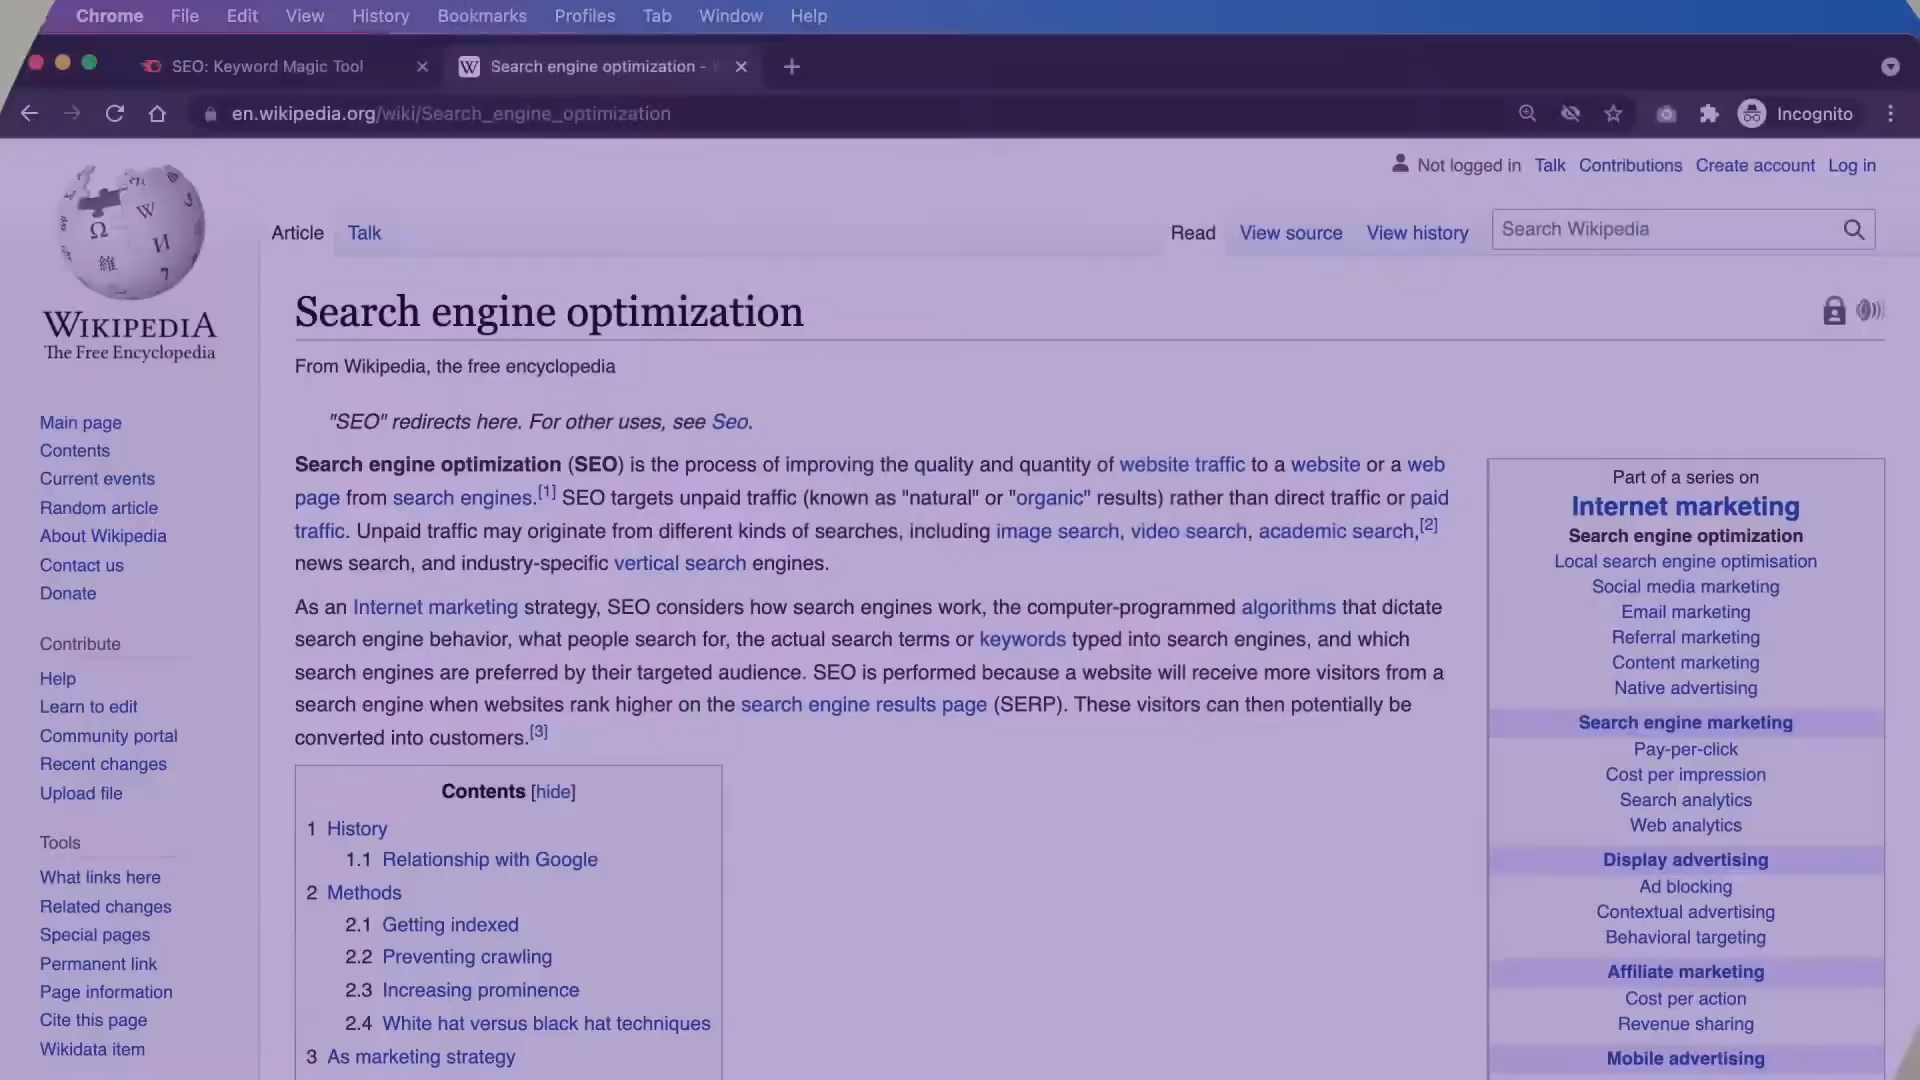 Chrome File Edit View History Bookmarks Profiles Tab Window Help
SEO: Keyword Magic Tool
Search engine optimization -
en.wikipedia.org/wiki/Search_engine_optimization
Incognito
Not logged in Talk Contributions Create account Log in
Article Talk
Read View source View history
Search Wikipedia
WIKIPEDIA
The Free Encyclopedia
Main page
Contents
Current events
Random article
About Wikipedia
Contact us
Donate
Contribute
Help
Learn to edit
Community portal
Recent changes
Upload file
Tools
What links here
Related changes
Special pages
Permanent link
Page information
Cite this page
Wikidata item
Search engine optimization
From Wikipedia, the free encyclopedia
"SEO" redirects here. For other uses, see Seo.
Search engine optimization (SEO) is the process of improving the quality and quantity of website traffic to a website or a web
page from search engines.[1] SEO targets unpaid traffic (known as "natural" or "organic" results) rather than direct traffic or paid
traffic. Unpaid traffic may originate from different kinds of searches, including image search, video search, academic search,[2]
news search, and industry-specific vertical search engines.
As an Internet marketing strategy, SEO considers how search engines work, the computer-programmed algorithms that dictate
search engine behavior, what people search for, the actual search terms or keywords typed into search engines, and which
search engines are preferred by their targeted audience. SEO is performed because a website will receive more visitors from a
search engine when websites rank higher on the search engine results page (SERP). These visitors can then potentially be
converted into customers.[3]
Contents [hide]
1 History
1.1 Relationship with Google
2 Methods
2.1 Getting indexed
2.2 Preventing crawling
2.3 Increasing prominence
2.4 White hat versus black hat techniques
3 As marketing strategy
Part of a series on
Internet marketing
Search engine optimization
Local search engine optimisation
Social media marketing
Email marketing
Referral marketing
Content marketing
Native advertising
Search engine marketing
Pay-per-click
Cost per impression
Search analytics
Web analytics
Display advertising
Ad blocking
Contextual advertising
Behavioral targeting
Affiliate marketing
Cost per action
Revenue sharing
Mobile advertising